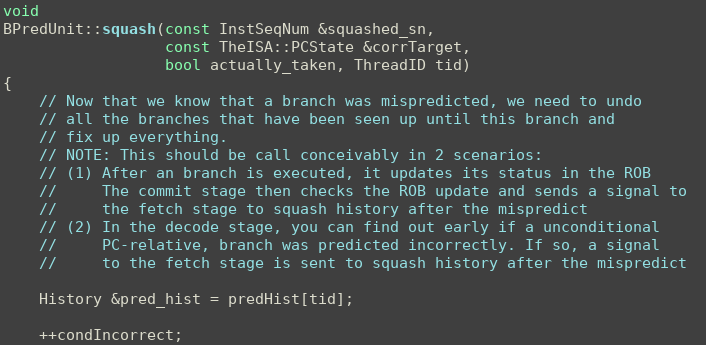 void
BPredUnit::squash(const InstSeqNum &squashed_sn,
                  const TheISA::PCState &corrTarget,
                  bool actually_taken, ThreadID tid)
{
    // Now that we know that a branch was mispredicted, we need to undo
    // all the branches that have been seen up until this branch and
    // fix up everything.
    // NOTE: This should be call conceivably in 2 scenarios:
    // (1) After an branch is executed, it updates its status in the ROB
    //     The commit stage then checks the ROB update and sends a signal to
    //     the fetch stage to squash history after the mispredict
    // (2) In the decode stage, you can find out early if a unconditional
    //     PC-relative, branch was predicted incorrectly. If so, a signal
    //     to the fetch stage is sent to squash history after the mispredict

    History &pred_hist = predHist[tid];

    ++condIncorrect;